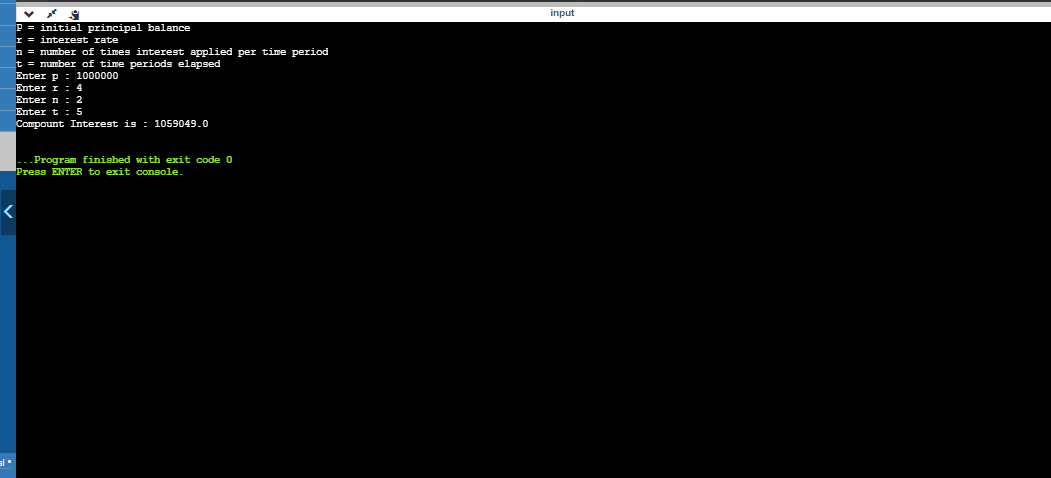 input
P = initial principal balance
r = interest rate
n = number of times interest applied per time period
t = number of time periods elapsed
Enter p : 1000000
Enter r : 4
Enter n : 2
Enter t : 5
Compount Interest is : 1059049.0
...Program finished with exit code 0
Press ENTER to exit console.